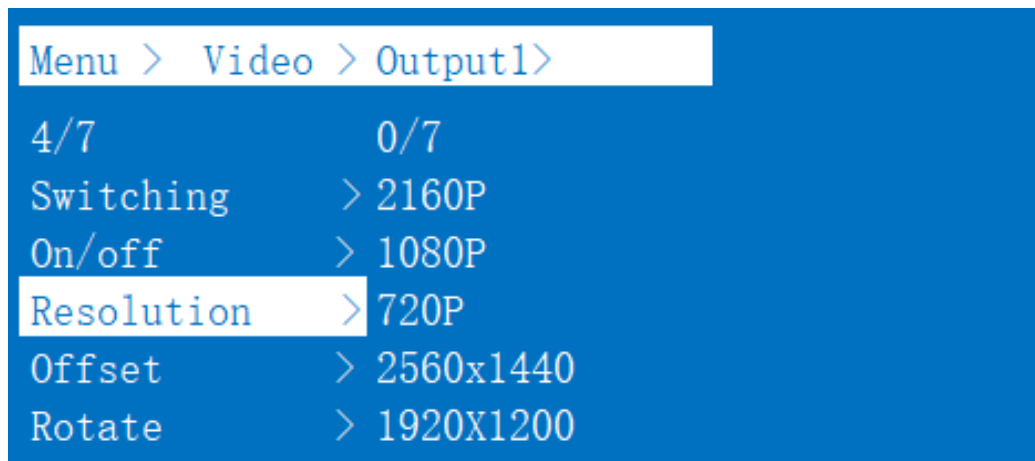 Menu > Video > Output1>
4/7 0/7
Switching > 2160P
On/off > 1080P
Resolution > 720P
Offset > 2560x1440
Rotate > 1920X1200